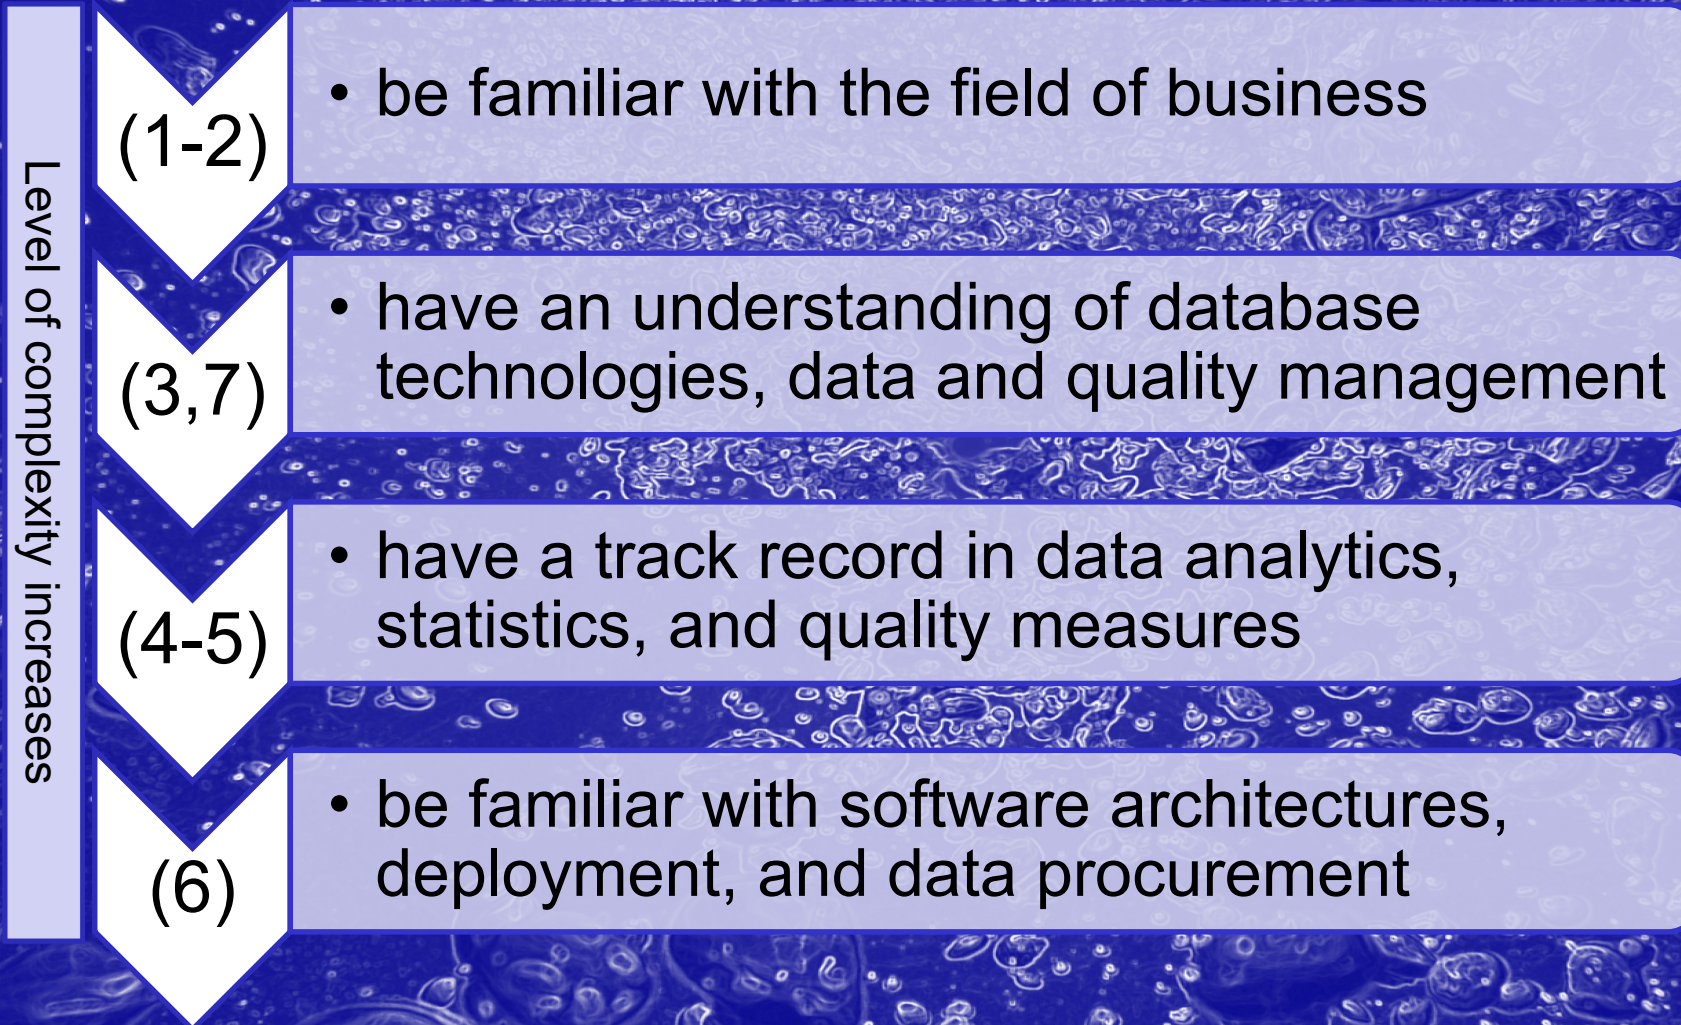 Level of complexity increases
(1-2)
• be familiar with the field of business
(3,7)
• have an understanding of database
technologies, data and quality management
(4-5)
• have a track record in data analytics,
statistics, and quality measures
(6)
• be familiar with software architectures,
deployment, and data procurement